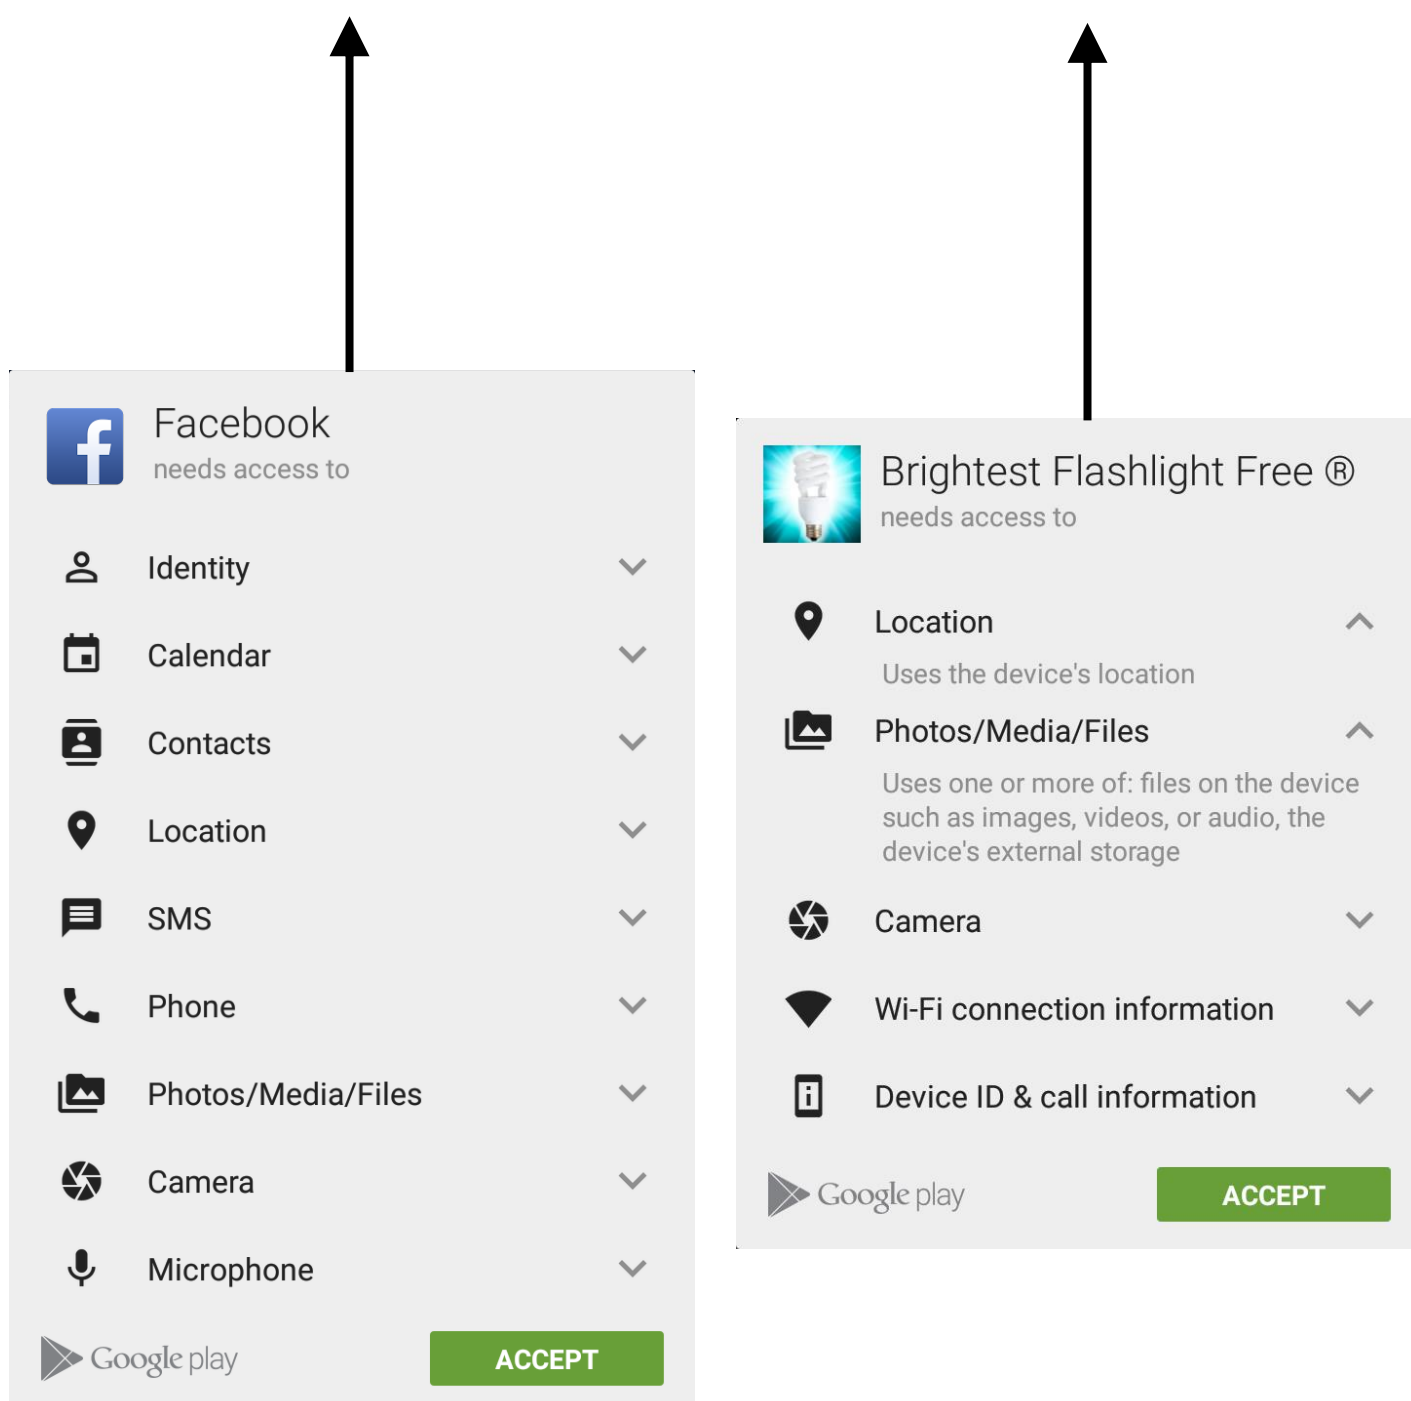 Facebook
needs access to
Identity
Calendar
Contacts
Location
SMS
Phone
Photos/Media/Files
Camera
Microphone
Google play
ACCEPT
Brightest Flashlight Free ®
needs access to
Location
Uses the device's location
Photos/Media/Files
Uses one or more of: files on the device
such as images, videos, or audio, the
device's external storage
Camera
Wi-Fi connection information
Device ID & call information
Google play
ACCEPT